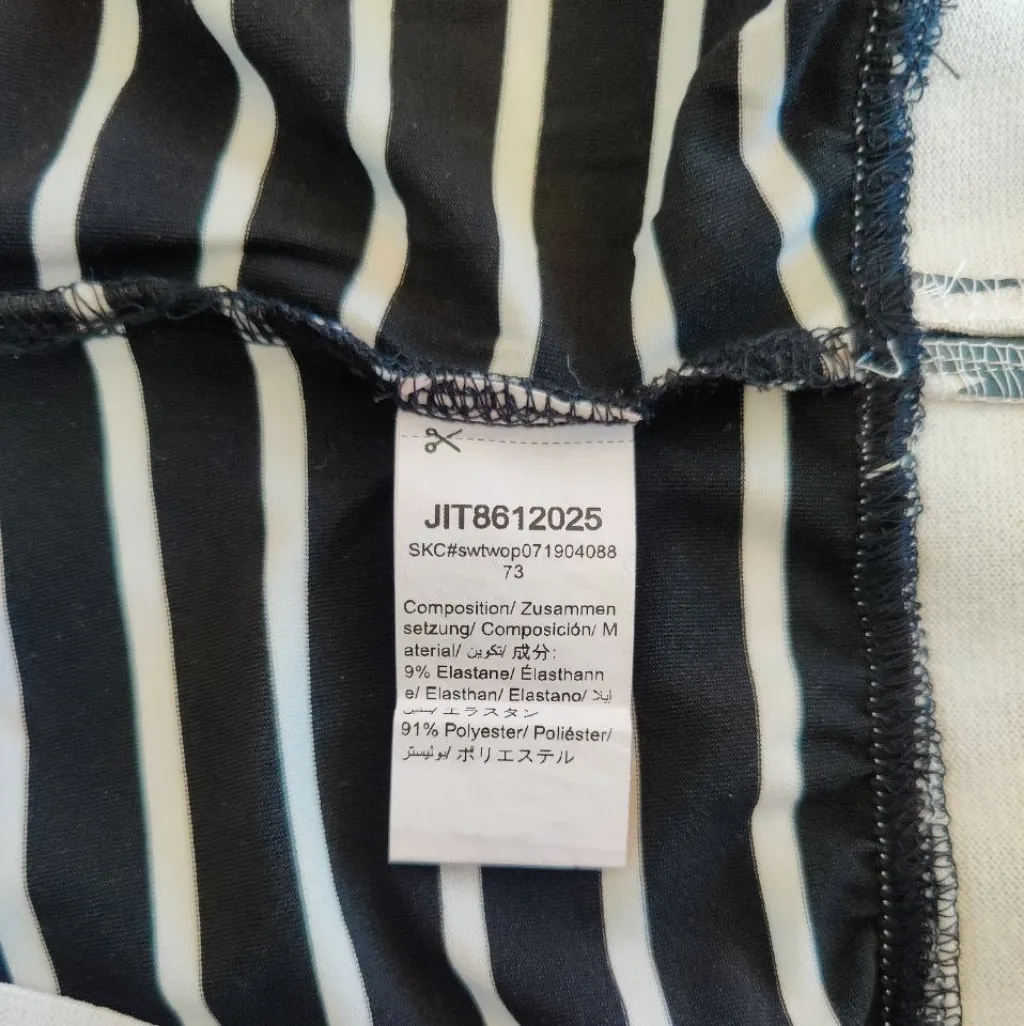 JIT8612025
SKC#swtwop071904088
73
Composition/ Zusammen
setzung/ Composición/ M
aterial/ تكوين/ 成分:
9% Elastane/ Élasthann
e/ Elasthan/ Elastano/
エラスタン
91% Polyester/ Poliéster/
بوليستر/ ポリエステル